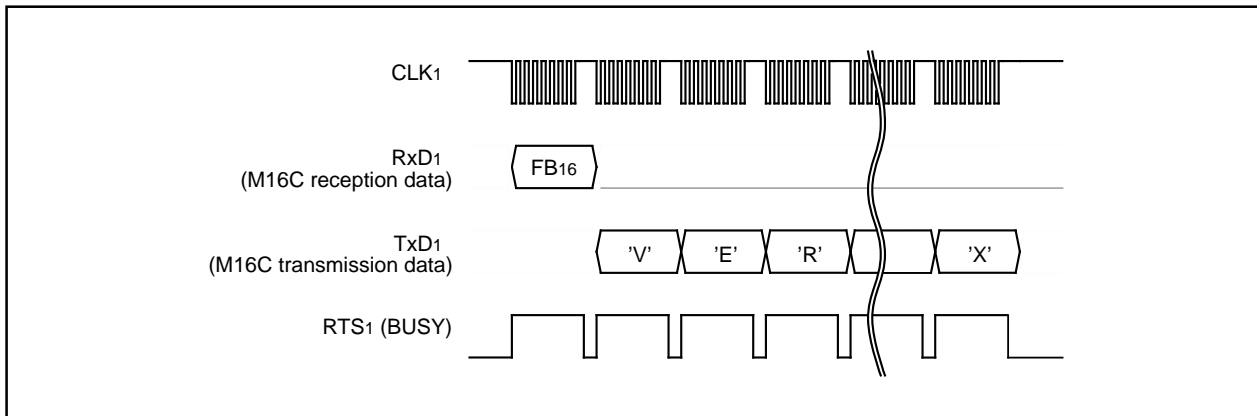 CLK1
RxD1
(M16C reception data)
FB16
TxD1
(M16C transmission data)
'V' 'E' 'R' 'X'
RTS1 (BUSY)